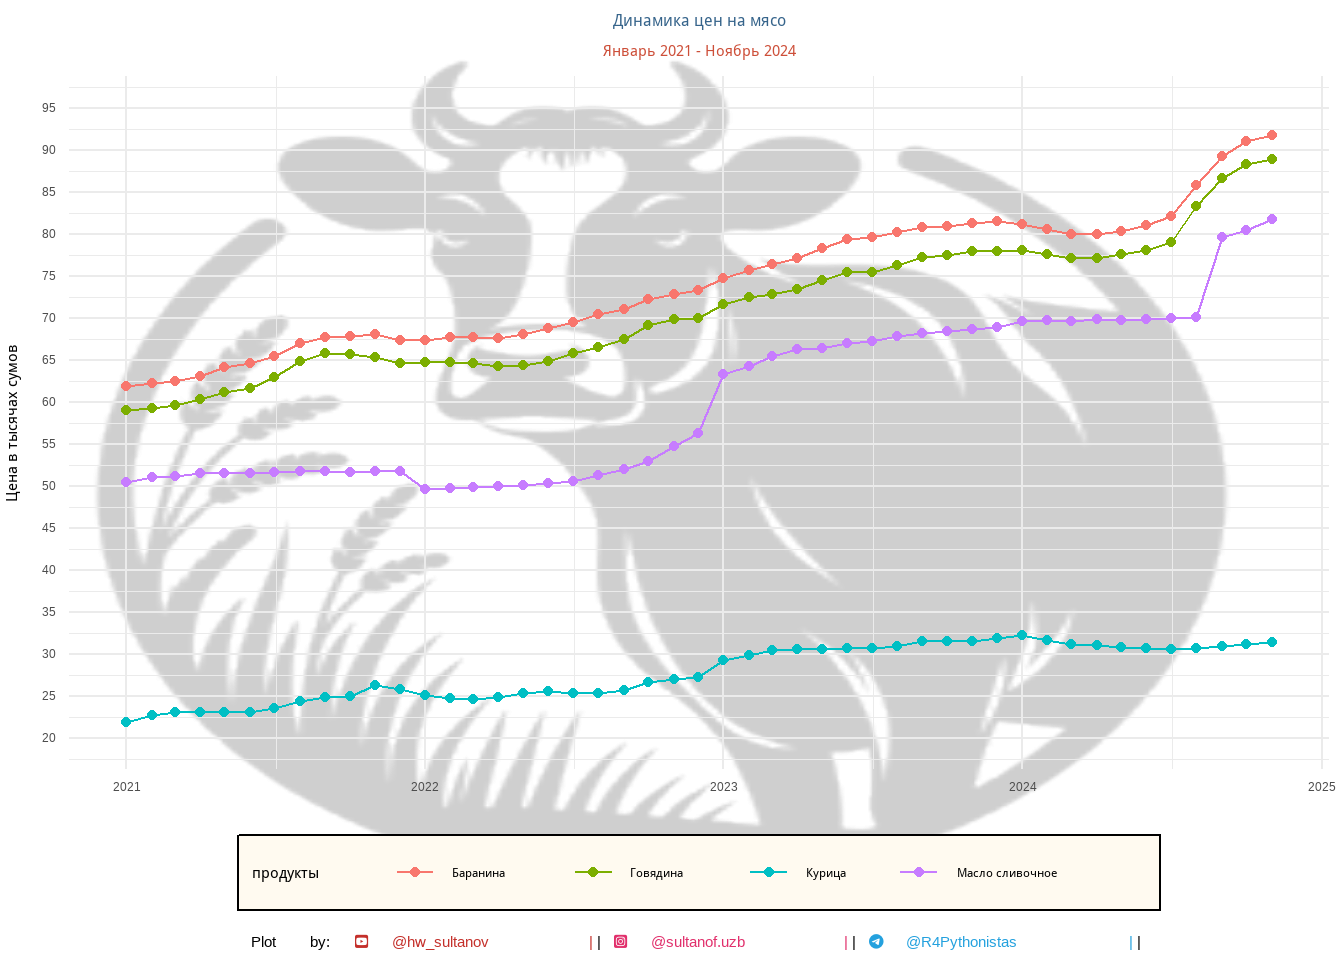 Динамика цен на мясо
Январь 2021 - Ноябрь 2024
Цена в тысячах сумов
95
90
85
80
75
70
65
60
55
50
45
40
35
30
25
20
2021 2022 2023 2024 2025
продукты Баранина Говядина Курица Масло сливочное
Plot by: @hw_sultanov || @sultanof.uzb || @R4Pythonistas ||